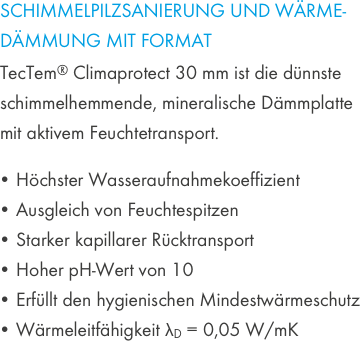 SCHIMMELPILZSANIERUNG UND WÄRME-
DÄMMUNG MIT FORMAT
TecTem® Climaprotect 30 mm ist die dünnste
schimmelhemmende, mineralische Dämmplatte
mit aktivem Feuchtetransport.
• Höchster Wasseraufnahmekoeffizient
• Ausgleich von Feuchtespitzen
• Starker kapillarer Rücktransport
• Hoher pH-Wert von 10
• Erfüllt den hygienischen Mindestwärmeschutz
• Wärmeleitfähigkeit λD = 0,05 W/mK